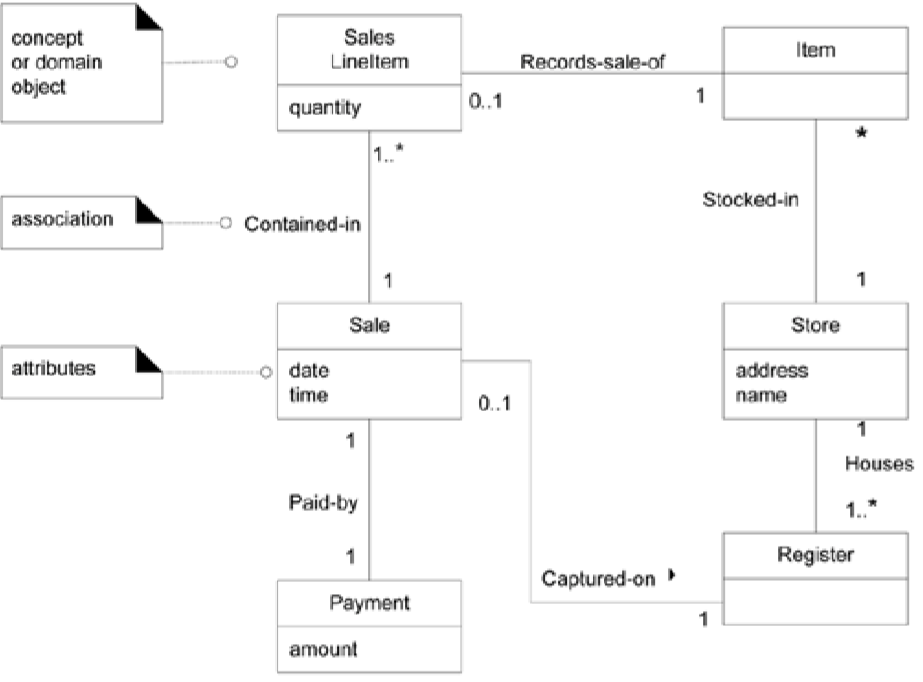 concept
or domain
object
Sales
LineItem
quantity
Records-sale-of
0..1
1
Item
*
1..*
Stocked-in
association
Contained-in
1
1
Sale
date
time
Store
address
name
attributes
0..1
1
1
Houses
Paid-by
1..*
1
Register
Captured-on
1
Payment
amount